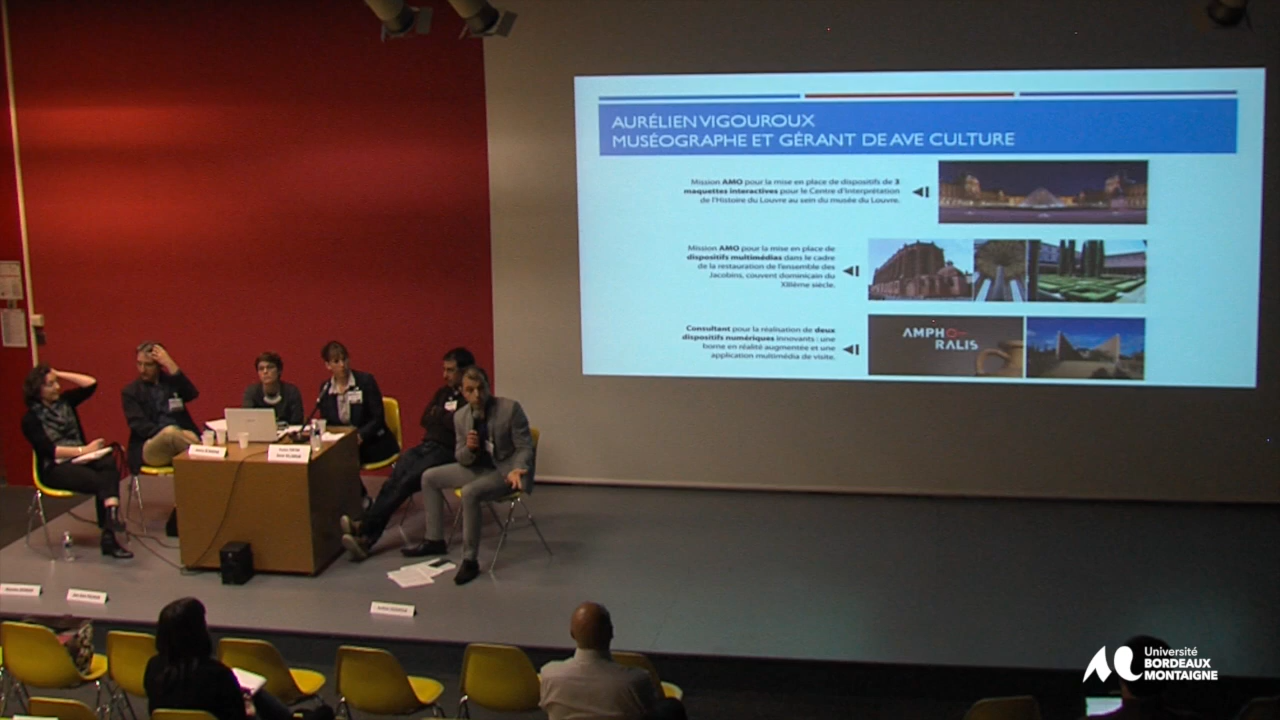 AURÉLIEN VIGOUROUX
MUSÉOGRAPHE ET GÉRANT DE AVE CULTURE
Mission AMO pour la mise en place de dispositifs de 3
maquettes interactives pour le Centre d'Interprétation
de l'Histoire du Louvre au sein du musée du Louvre.
Mission AMO pour la mise en place de
dispositifs multimédias dans le cadre
de la restauration de l'ensemble des
Jacobins, couvent dominicain du
XIIIème siècle.
Consultant pour la réalisation de deux
dispositifs numériques innovants : une
borne en réalité augmentée et une
application multimédia de visite.
AMPHO
RALIS
Université
BORDEAUX
MONTAIGNE